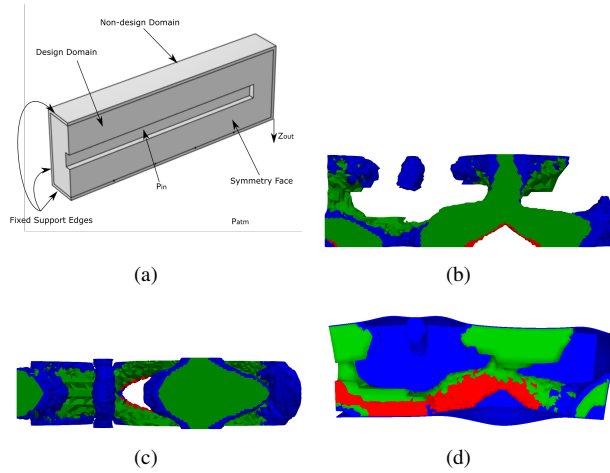 Non-design Domain
Design Domain
Zout
Pin
Symmetry Face
Fixed Support Edges
Patm
(a)
(b)
(c)
(d)